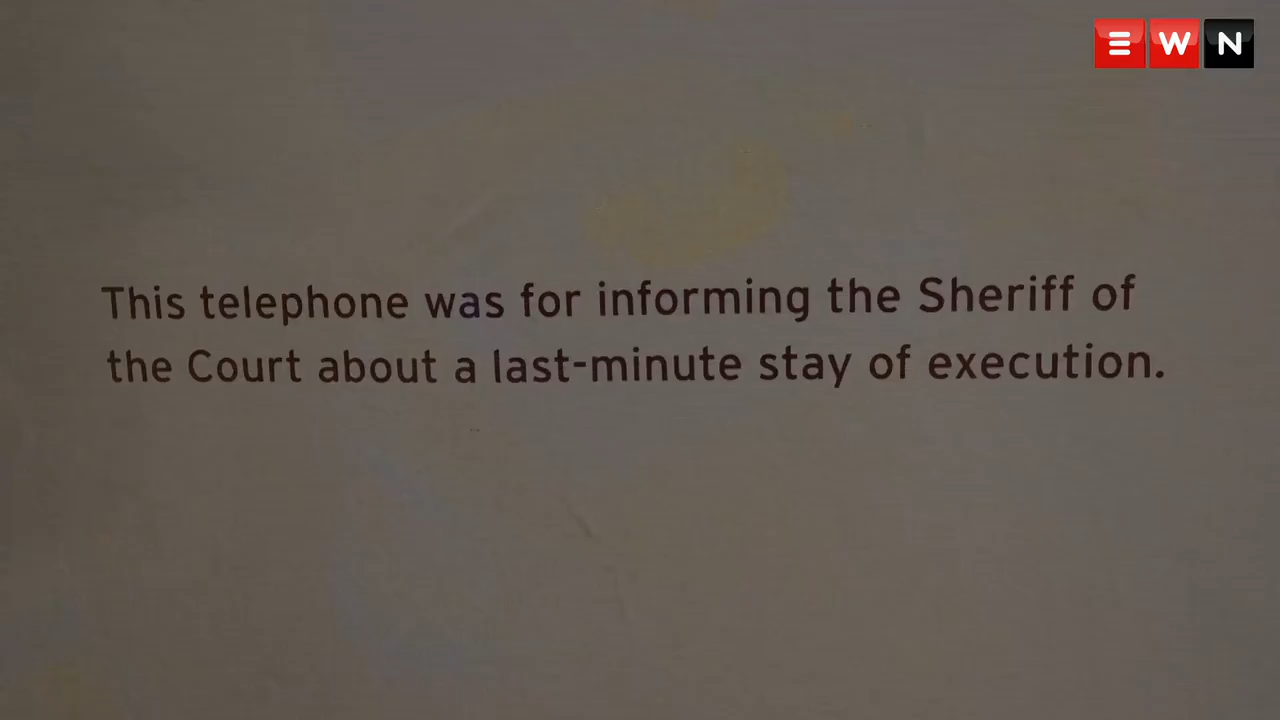 EWN
This telephone was for informing the Sheriff of
the Court about a last-minute stay of execution.